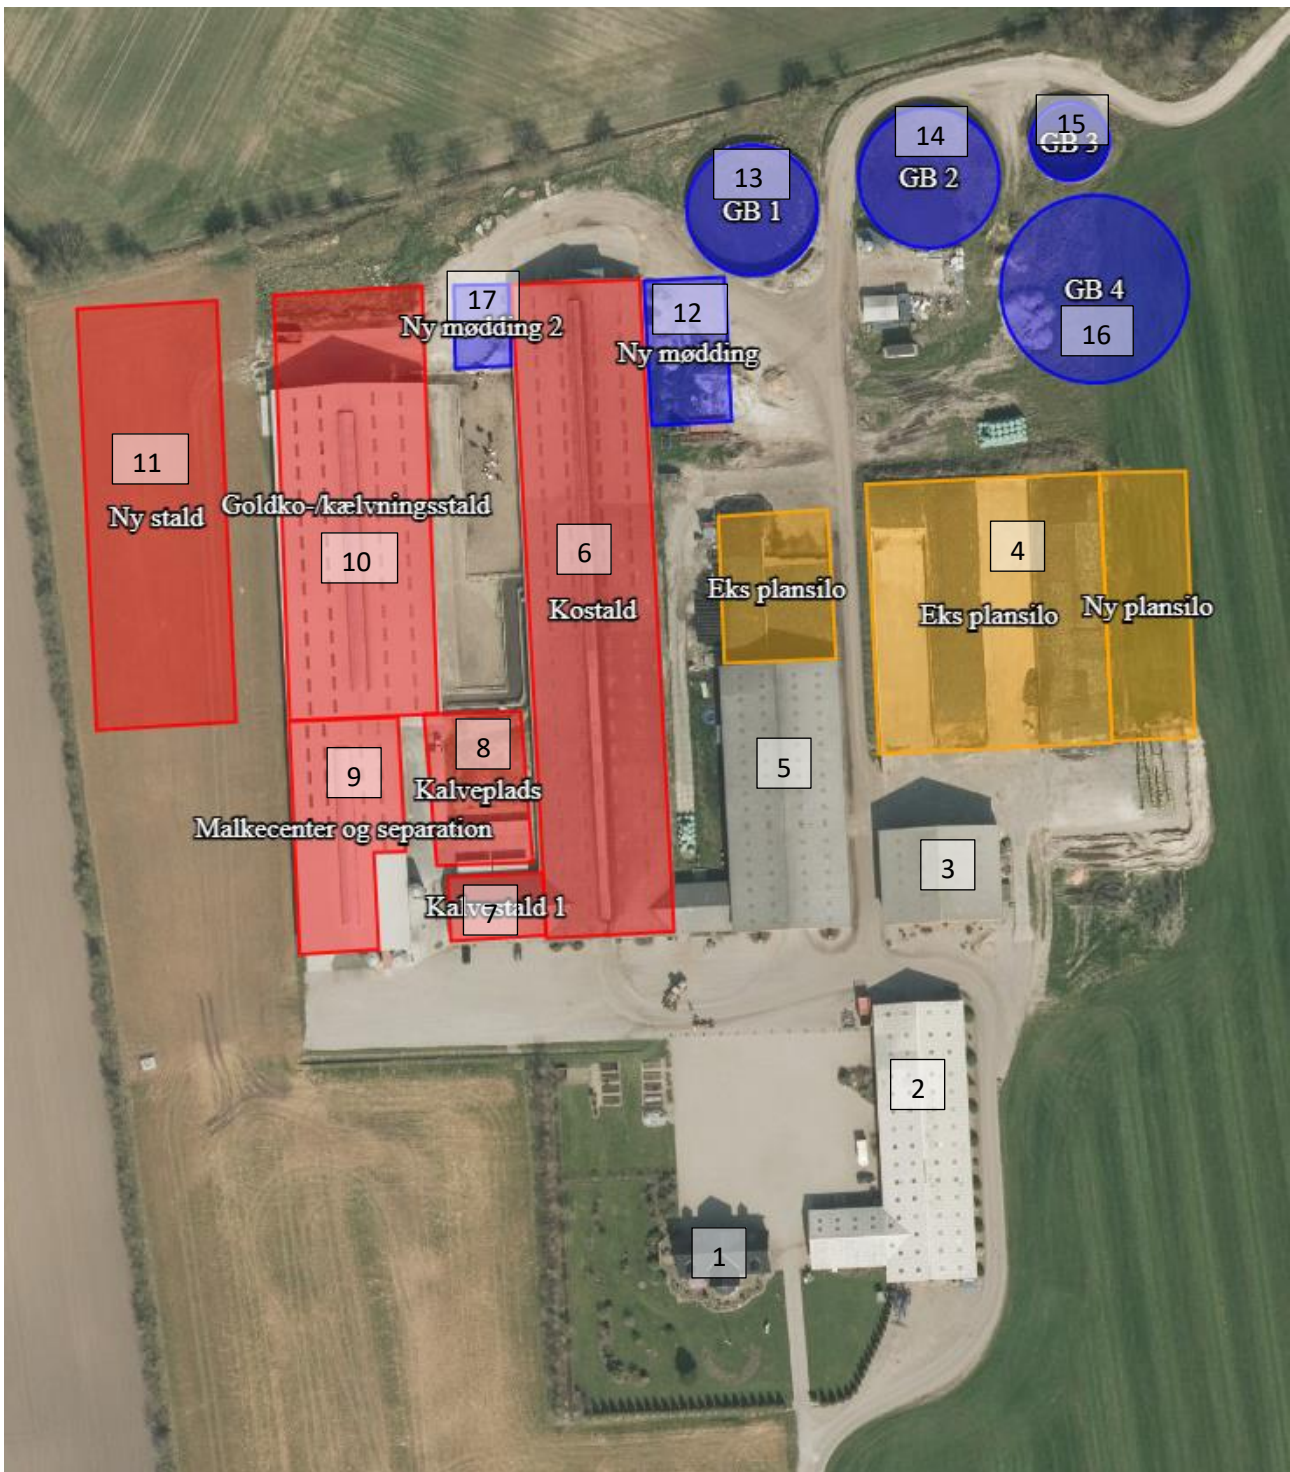 15
14
GB 3
13
GB 2
GB 1
GB 4
17
12
16
Ny mødding 2
Ny mødding
11
Ny stald
Goldko-/kælvningsstald
10
6
Kostald
4
Eks plansilo
Eks plansilo
Ny plansilo
8
9
Kalveplads
5
Malkecenter og separation
3
Kalvestald 1
7
2
1